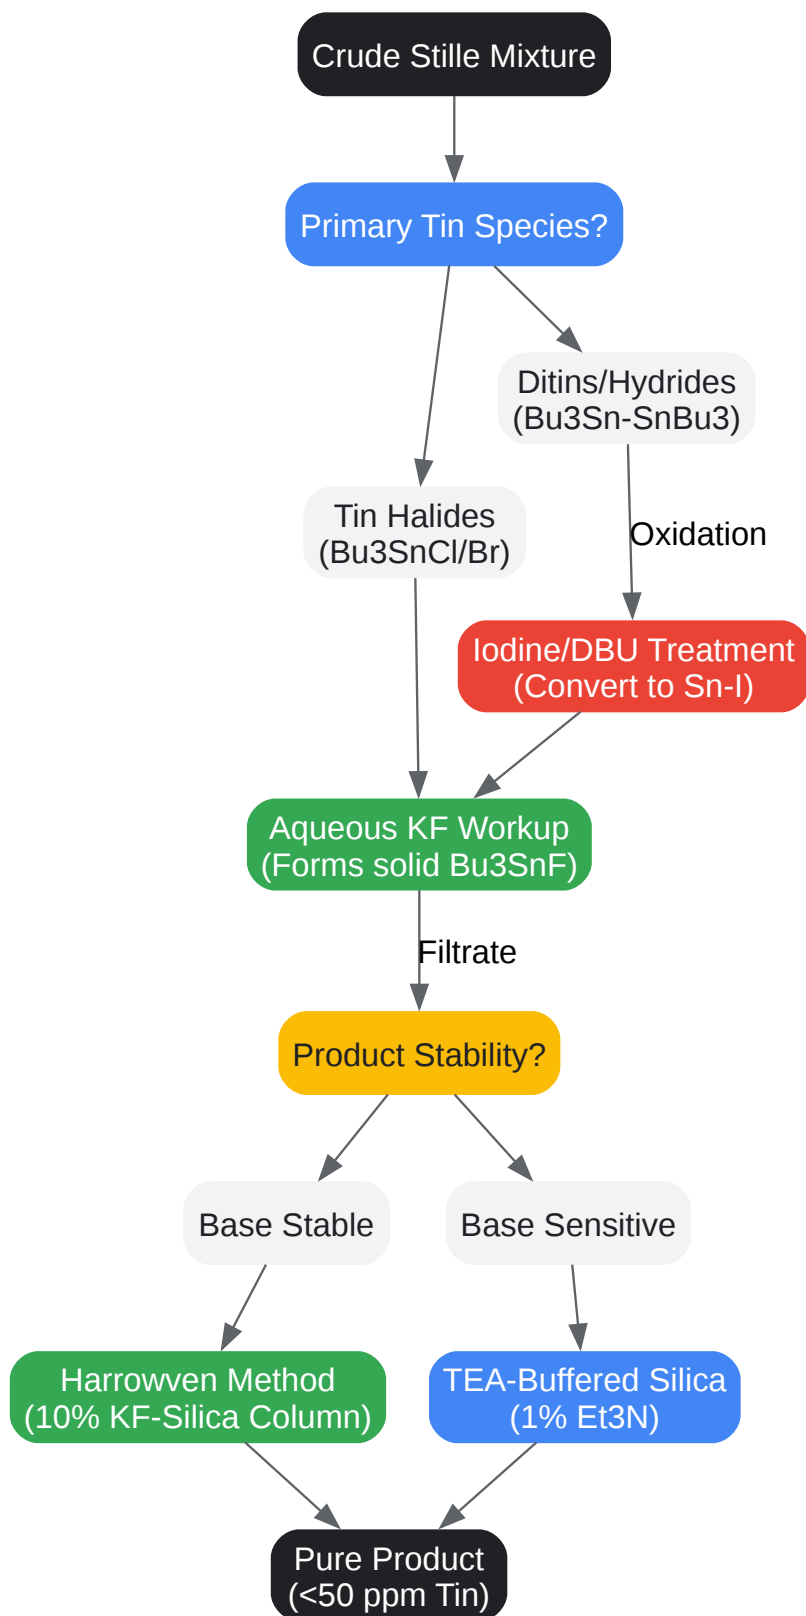 Crude Stille Mixture
Primary Tin Species?
Ditins/Hydrides
(Bu3Sn-SnBu3)
Tin Halides
(Bu3SnCl/Br)
Oxidation
Iodine/DBU Treatment
(Convert to Sn-I)
Aqueous KF Workup
(Forms solid Bu3SnF)
Filtrate
Product Stability?
Base Stable
Base Sensitive
Harrowven Method
(10% KF-Silica Column)
TEA-Buffered Silica
(1% Et3N)
Pure Product
(<50 ppm Tin)